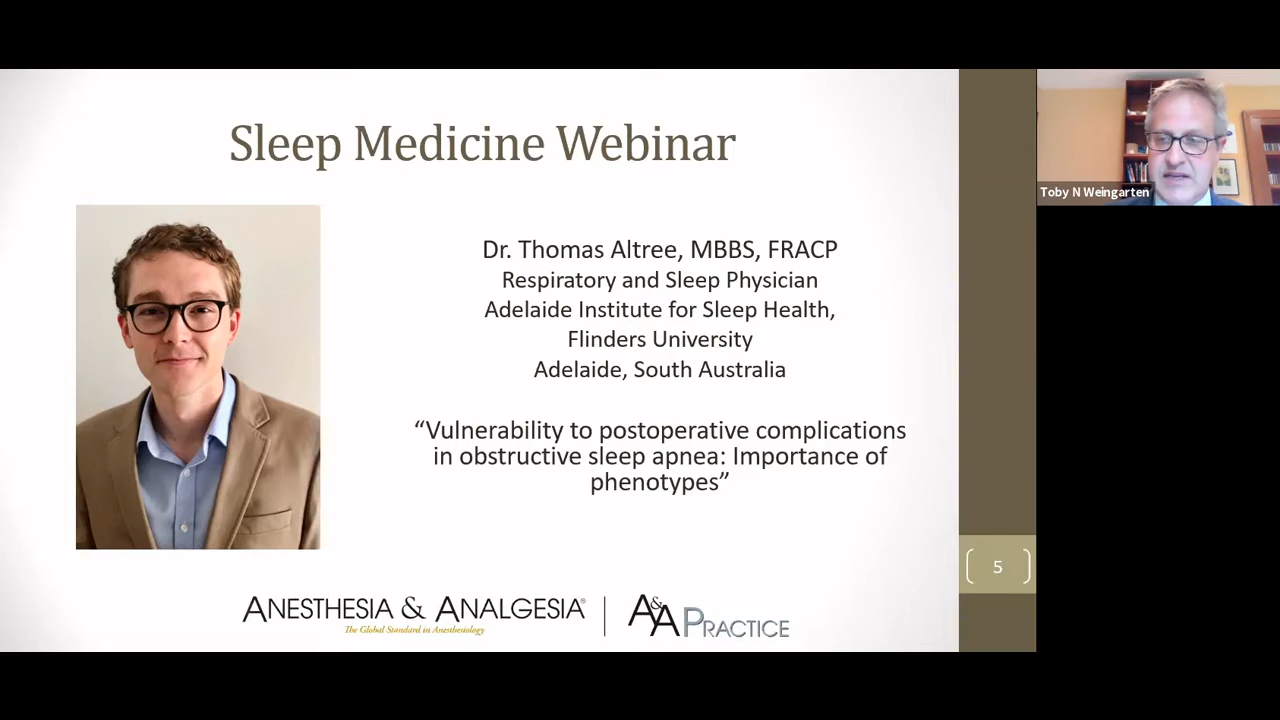 Sleep Medicine Webinar
Toby N Weingarten
Dr. Thomas Altree, MBBS, FRACP
Respiratory and Sleep Physician
Adelaide Institute for Sleep Health,
Flinders University
Adelaide, South Australia
“Vulnerability to postoperative complications
in obstructive sleep apnea: Importance of
phenotypes”
5
ANESTHESIA & ANALGESIA®
The Global Standard in Anesthesiology
A&A PRACTICE